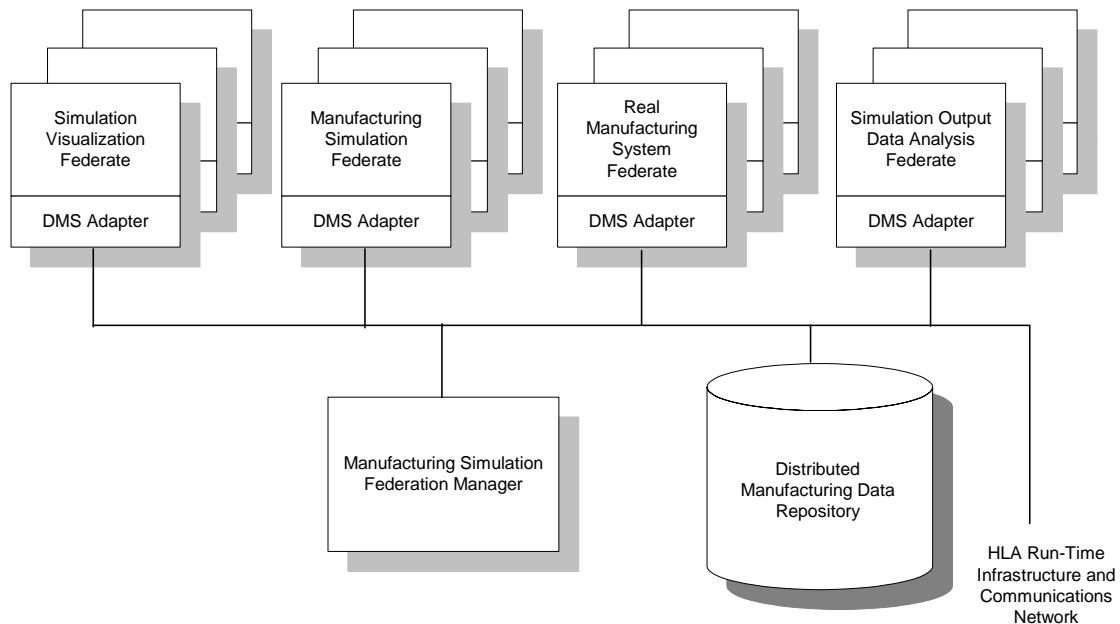 Simulation
Visualization
Federate
DMS Adapter
Manufacturing
Simulation
Federate
DMS Adapter
Real
Manufacturing
System
Federate
DMS Adapter
Simulation Output
Data Analysis
Federate
DMS Adapter
Manufacturing Simulation
Federation Manager
Distributed
Manufacturing Data
Repository
HLA Run-Time
Infrastructure and
Communications
Network